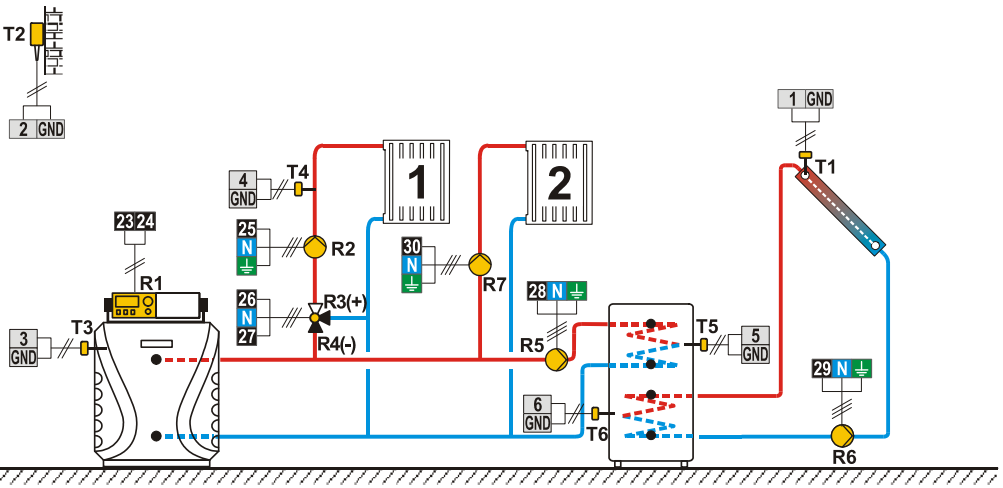 T2
2 GND
1 GND
T1
4
GND
T4
1
2
23 24
25
N
R2
30
N
R7
R1
26
N
27
R3(+)
R4(-)
28 N
R5
3
GND
T3
T5
5
GND
29 N
6
GND
T6
R6